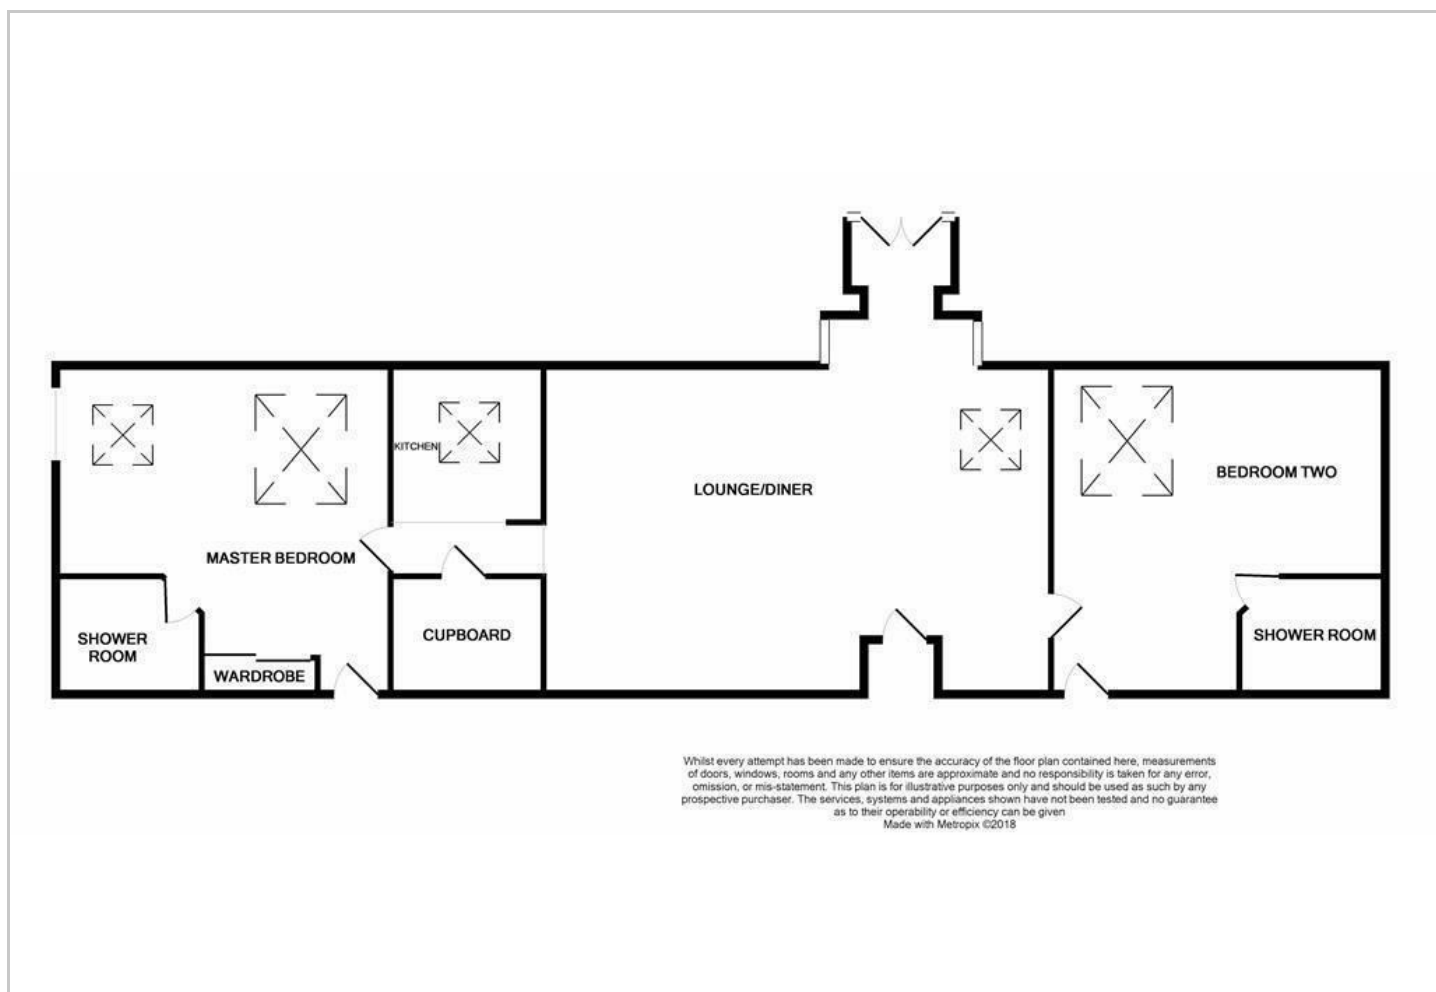 KITCHEN
LOUNGE/DINER
BEDROOM TWO
MASTER BEDROOM
SHOWER
ROOM
WARDROBE
CUPBOARD
SHOWER ROOM
Whilst every attempt has been made to ensure the accuracy of the floor plan contained here, measurements
of doors, windows, rooms and any other items are approximate and no responsibility is taken for any error,
omission, or mis-statement. This plan is for illustrative purposes only and should be used as such by any
prospective purchaser. The services, systems and appliances shown have not been tested and no guarantee
as to their operability or efficiency can be given
Made with Metropix ©2018